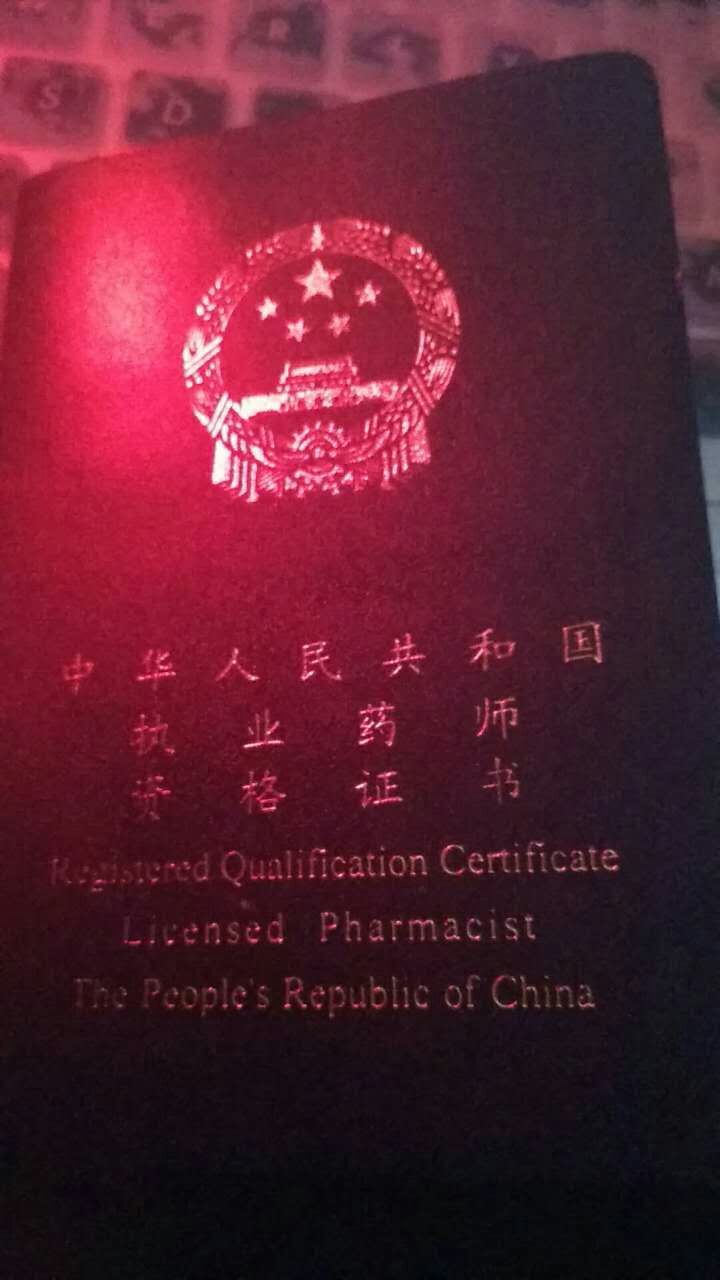 S D
中华人民共和国
执业药师
资格证书
Registered Qualification Certificate
Licensed Pharmacist
The People's Republic of China